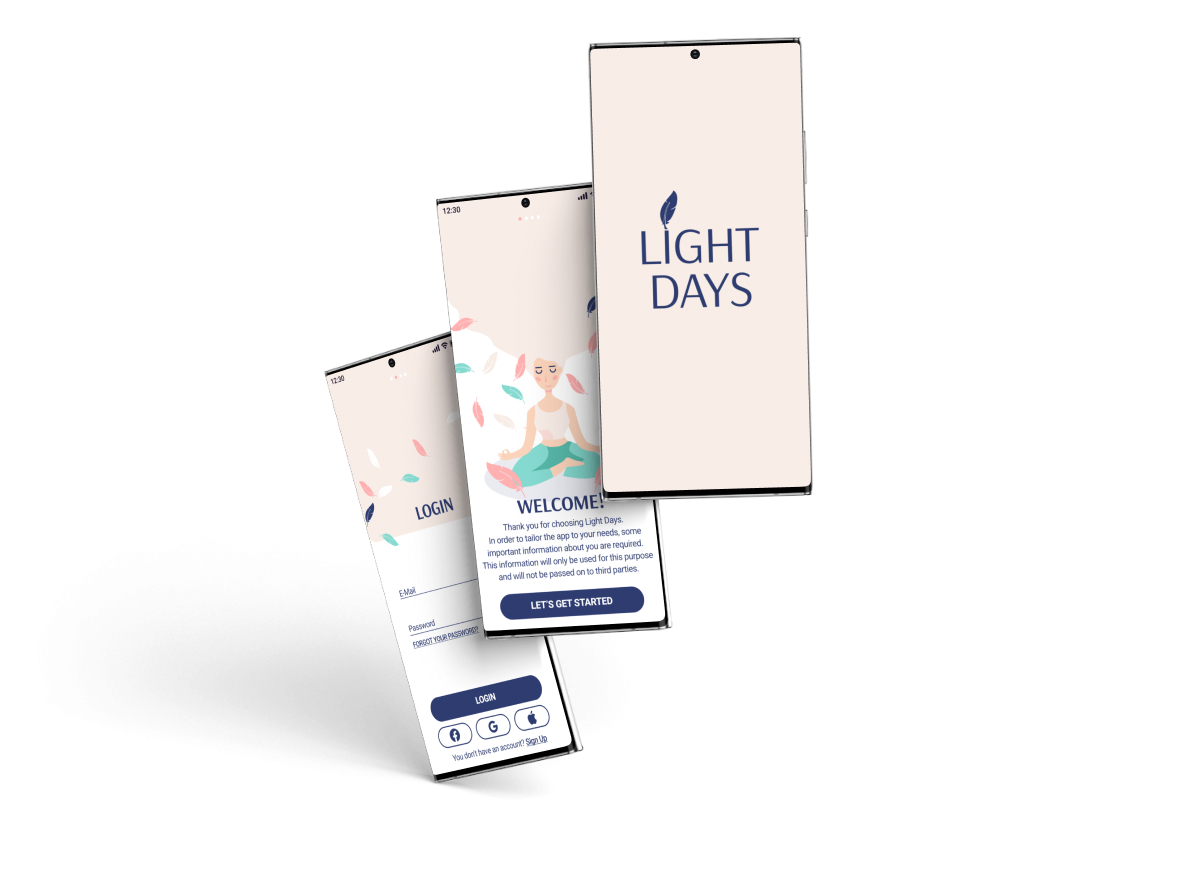 LIGHT
DAYS
12:30
WELCOME!
Thank you for choosing Light Days.
In order to tailor the app to your needs, some
important information about you are required.
This information will only be used for this purpose
and will not be passed on to third parties.
LET'S GET STARTED
12:30
LOGIN
E-Mail
Password
FORGOT YOUR PASSWORD?
LOGIN
G
You don't have an account? Sign Up